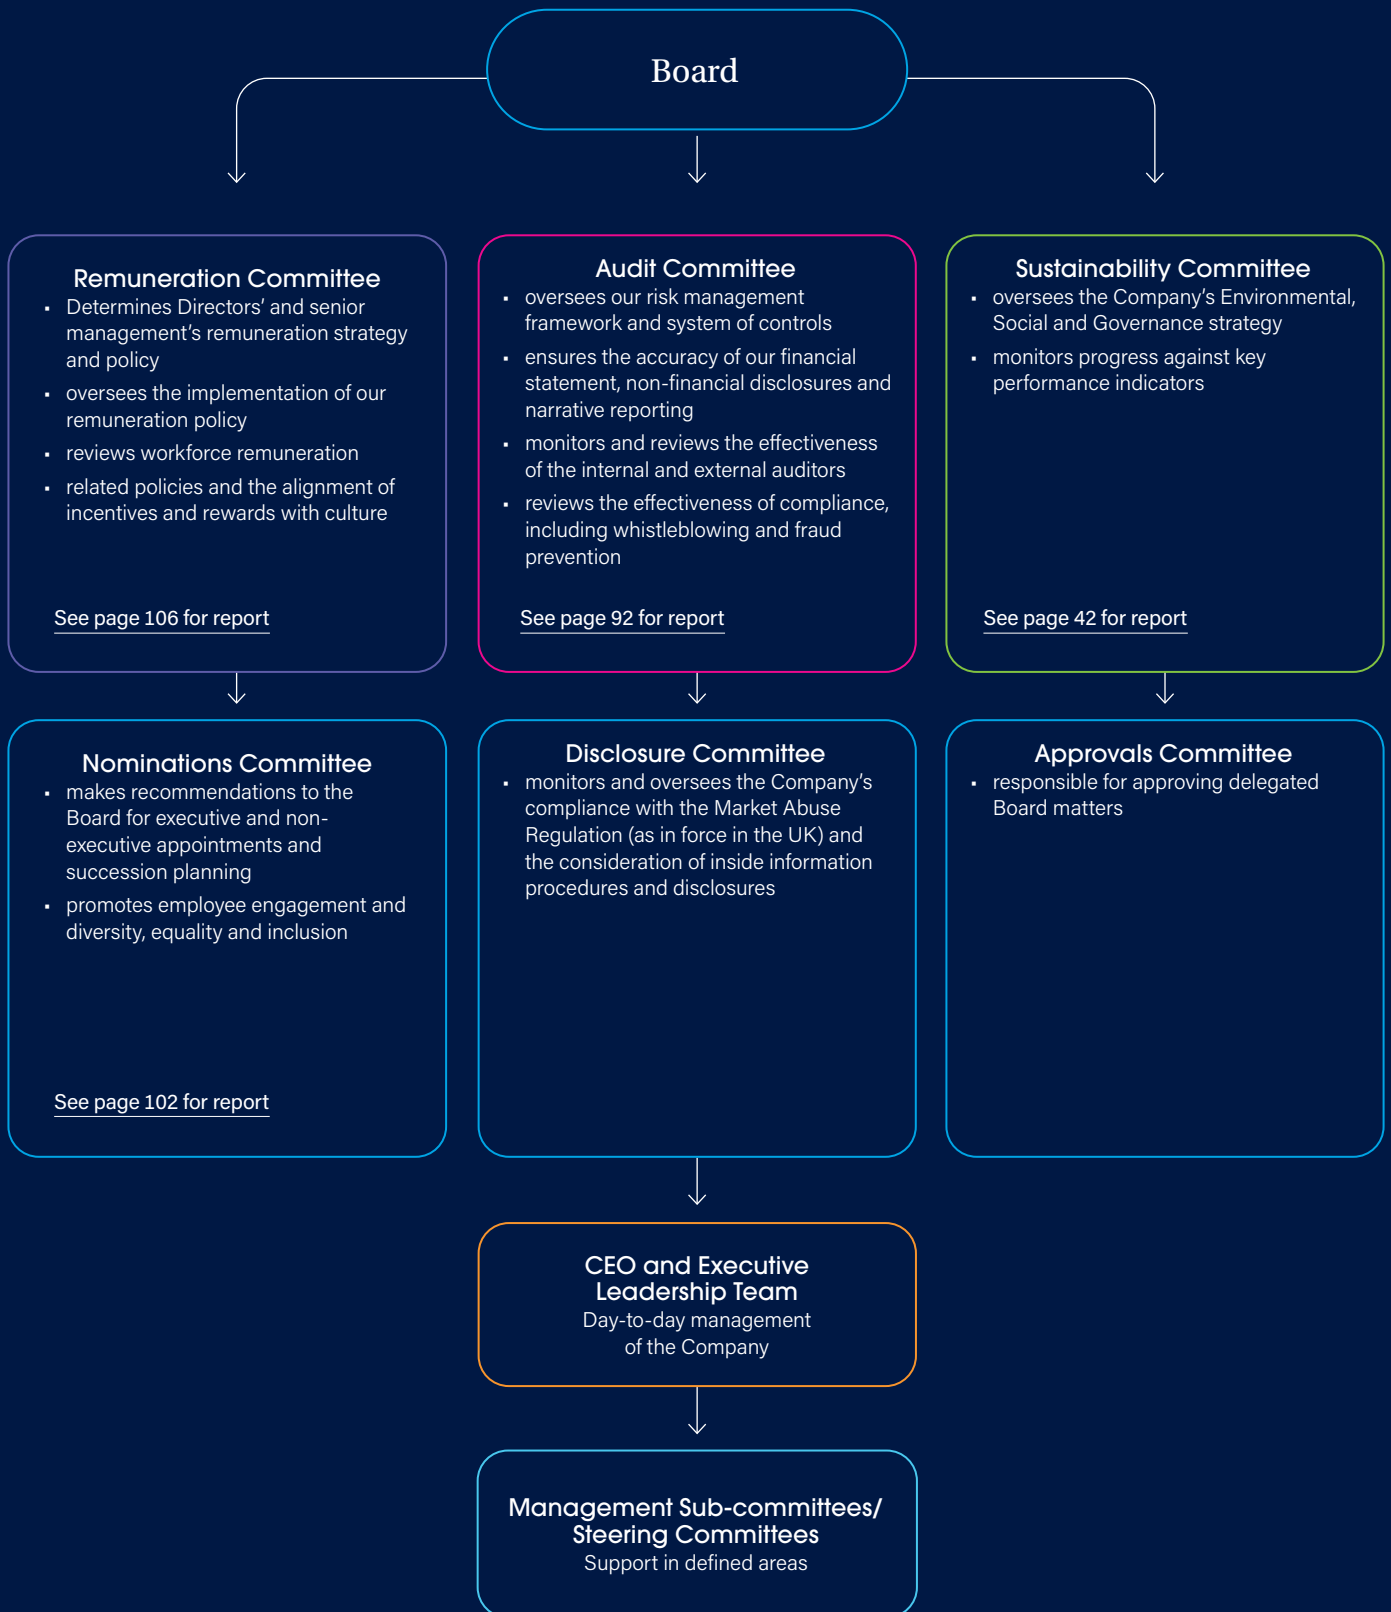 Board
Remuneration Committee
▪ Determines Directors’ and senior
management’s remuneration strategy
and policy
▪ oversees the implementation of our
remuneration policy
▪ reviews workforce remuneration
▪ related policies and the alignment of
incentives and rewards with culture
See page 106 for report
Audit Committee
▪ oversees our risk management
framework and system of controls
▪ ensures the accuracy of our financial
statement, non-financial disclosures and
narrative reporting
▪ monitors and reviews the effectiveness
of the internal and external auditors
▪ reviews the effectiveness of compliance,
including whistleblowing and fraud
prevention
See page 92 for report
Sustainability Committee
▪ oversees the Company’s Environmental,
Social and Governance strategy
▪ monitors progress against key
performance indicators
See page 42 for report
Nominations Committee
▪ makes recommendations to the
Board for executive and non-
executive appointments and
succession planning
▪ promotes employee engagement and
diversity, equality and inclusion
See page 102 for report
Disclosure Committee
▪ monitors and oversees the Company’s
compliance with the Market Abuse
Regulation (as in force in the UK) and
the consideration of inside information
procedures and disclosures
Approvals Committee
▪ responsible for approving delegated
Board matters
CEO and Executive
Leadership Team
Day-to-day management
of the Company
Management Sub-committees/
Steering Committees
Support in defined areas